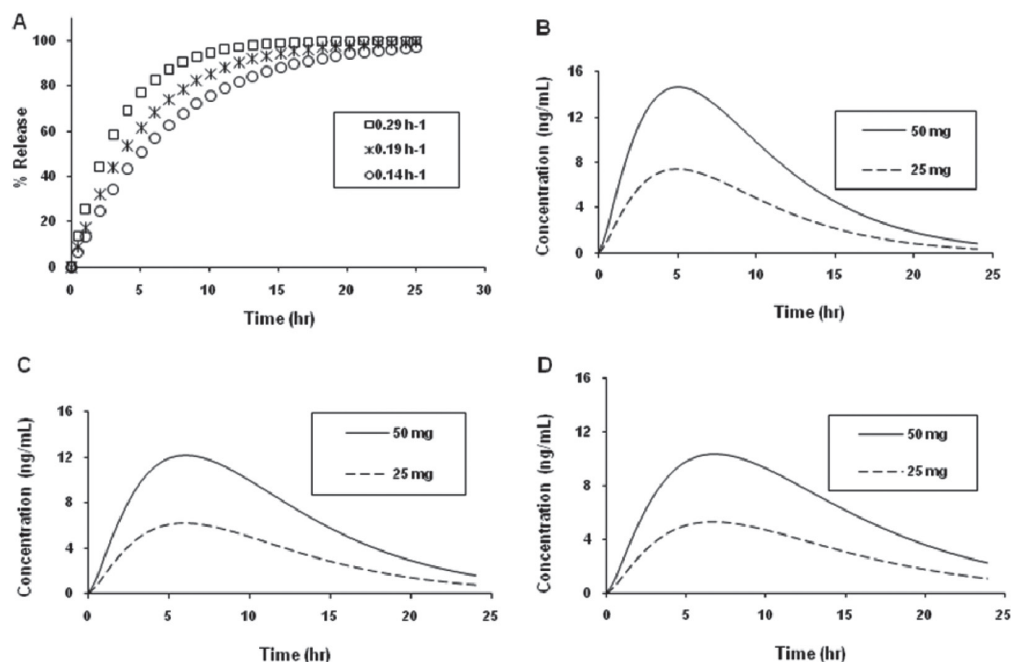 A
% Release
100
80
60
40
20
0
0 5 10 15 20 25 30
Time (hr)
0.29 h-1
0.19 h-1
0.14 h-1
B
Concentration (ng/mL)
16
12
8
4
0
0 5 10 15 20 25
Time (hr)
50 mg
25 mg
C
Concentration (ng/mL)
16
12
8
4
0
0 5 10 15 20 25
Time (hr)
50 mg
25 mg
D
Concentration (ng/mL)
16
12
8
4
0
0 5 10 15 20 25
Time (hr)
50 mg
25 mg